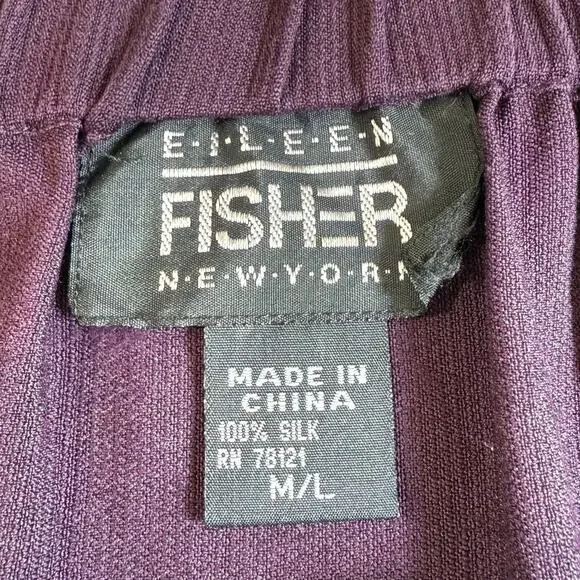 E·I·L·E·E·N
FISHER
N·E·W·Y·O·R·
MADE IN
CHINA
100% SILK
RN 78121
M/L